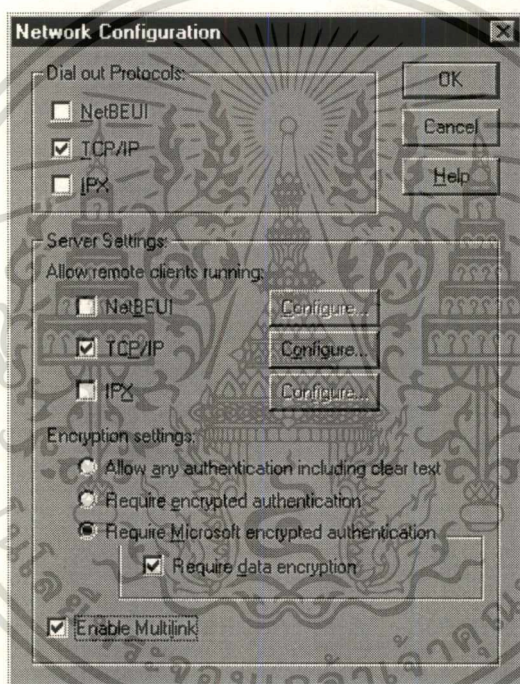 Network Configuration
Dial out Protocols:
NetBEUI
TCP/IP
IPX
OK
Cancel
Help
Server Settings:
Allow remote clients running:
NetBEUI
Configure...
TCP/IP
Configure...
IPX
Configure...
Encryption settings:
Allow any authentication including clear text
Require encrypted authentication
Require Microsoft encrypted authentication
Require data encryption
Enable Multilink